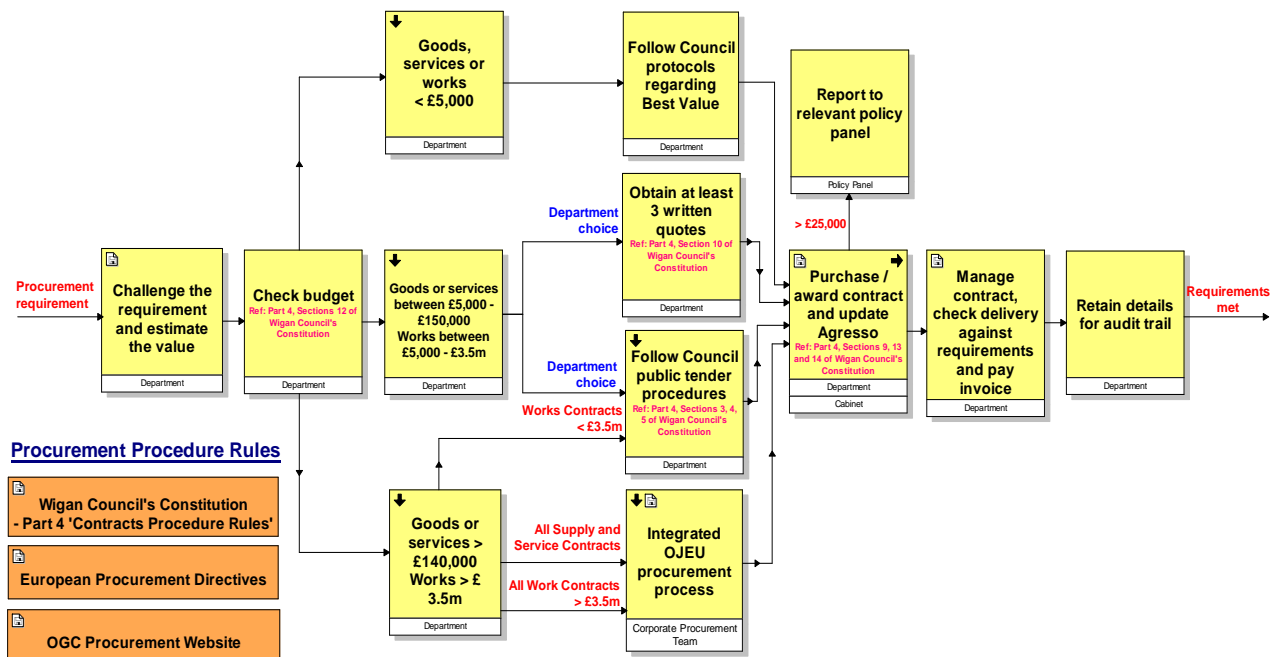 Goods,
services or
works
< £5,000
Department
Follow Council
protocols
regarding
Best Value
Department
Report to
relevant policy
panel
Policy Panel
> £25,000
Procurement
requirement
Challenge the
requirement
and estimate
the value
Department
Check budget
Ref: Part 4, Sections 12 of
Wigan Council's
Constitution
Department
Goods or services
between £5,000 -
£150,000
Works between
£5,000 - £3.5m
Department
Department
choice
Obtain at least
3 written
quotes
Ref: Part 4, Section 10 of
Wigan Council's
Constitution
Department
Department
choice
Works Contracts
< £3.5m
Follow Council
public tender
procedures
Ref: Part 4, Sections 3, 4,
5 of Wigan Council's
Constitution
Department
Purchase /
award contract
and update
Agresso
Ref: Part 4, Sections 9, 13
and 14 of Wigan Council's
Constitution
Department
Cabinet
Manage
contract,
check delivery
against
requirements
and pay
invoice
Department
Retain details
for audit trail
Department
Requirements
met
Procurement Procedure Rules
Wigan Council's Constitution
- Part 4 'Contracts Procedure Rules'
European Procurement Directives
OGC Procurement Website
Goods or
services >
£140,000
Works > £
3.5m
Department
All Supply and
Service Contracts
All Work Contracts
> £3.5m
Integrated
OJEU
procurement
process
Corporate Procurement
Team